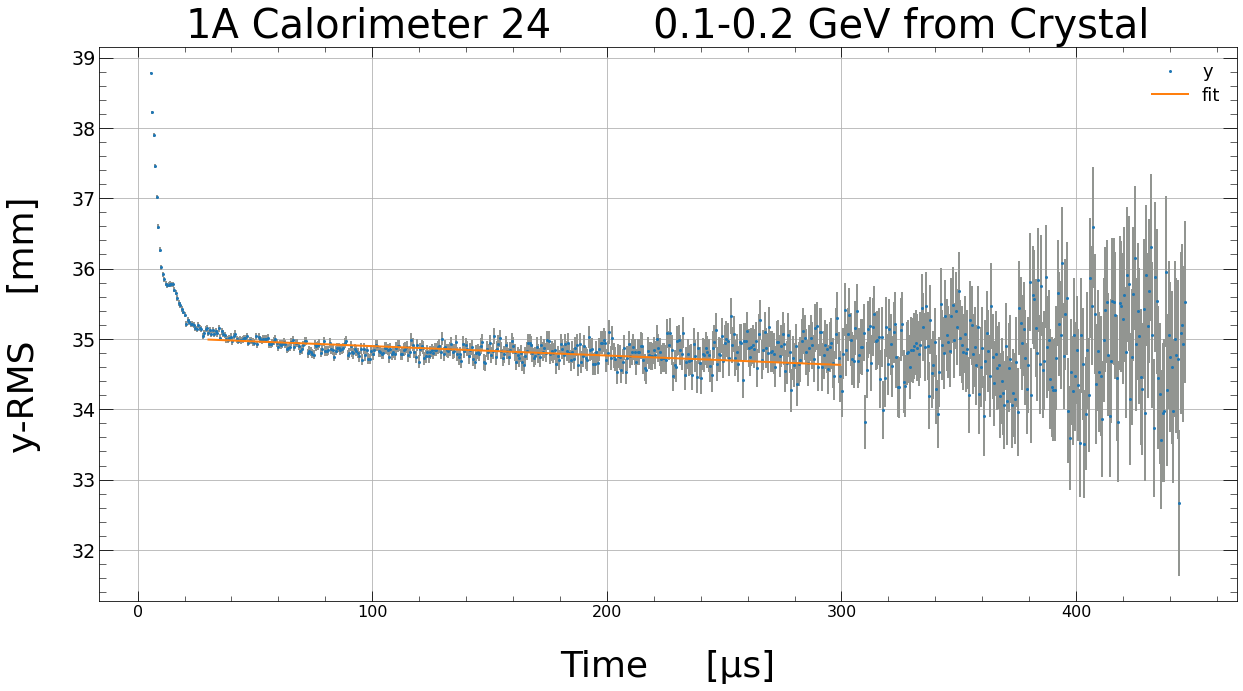 1A Calorimeter 24 0.1-0.2 GeV from Crystal
y
fit
39
38
37
36
35
34
33
32
y-RMS [mm]
0 100 200 300 400
Time [µs]